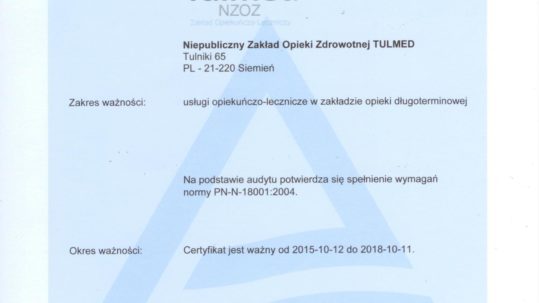 NZOZ
Zakład Opiekuńczo Leczniczy
Niepubliczny Zakład Opieki Zdrowotnej TULMED
Tulniki 65
PL - 21-220 Siemień
Zakres ważności: usługi opiekuńczo-lecznicze w zakładzie opieki długoterminowej
Na podstawie audytu potwierdza się spełnienie wymagań
normy PN-N-18001:2004.
Okres ważności: Certyfikat jest ważny od 2015-10-12 do 2018-10-11.